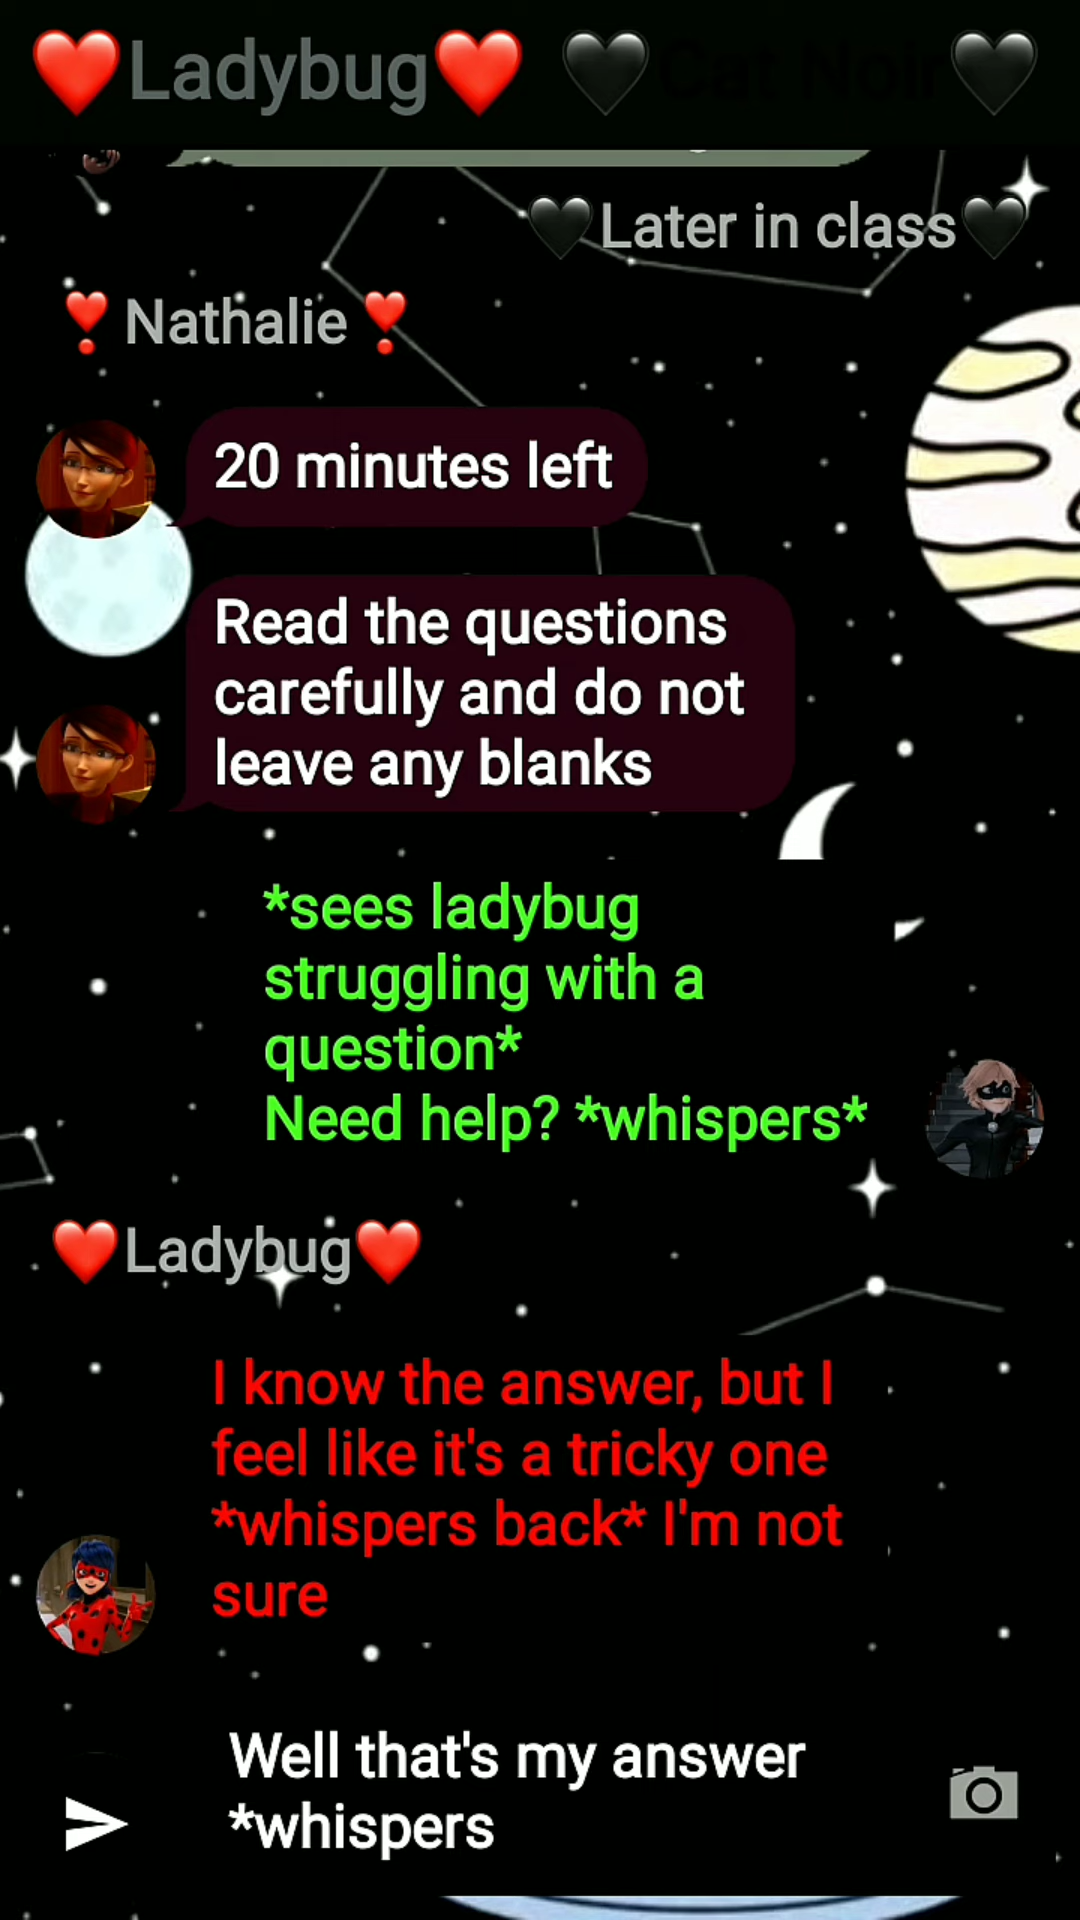 ❤️Ladybug❤️ 🖤Cat Noir🖤
🖤Later in class🖤
❣️Nathalie❣️
20 minutes left
Read the questions
carefully and do not
leave any blanks
*sees ladybug
struggling with a
question*
Need help? *whispers*
❤️Ladybug❤️
I know the answer, but I
feel like it's a tricky one
*whispers back* I'm not
sure
Well that's my answer
*whispers